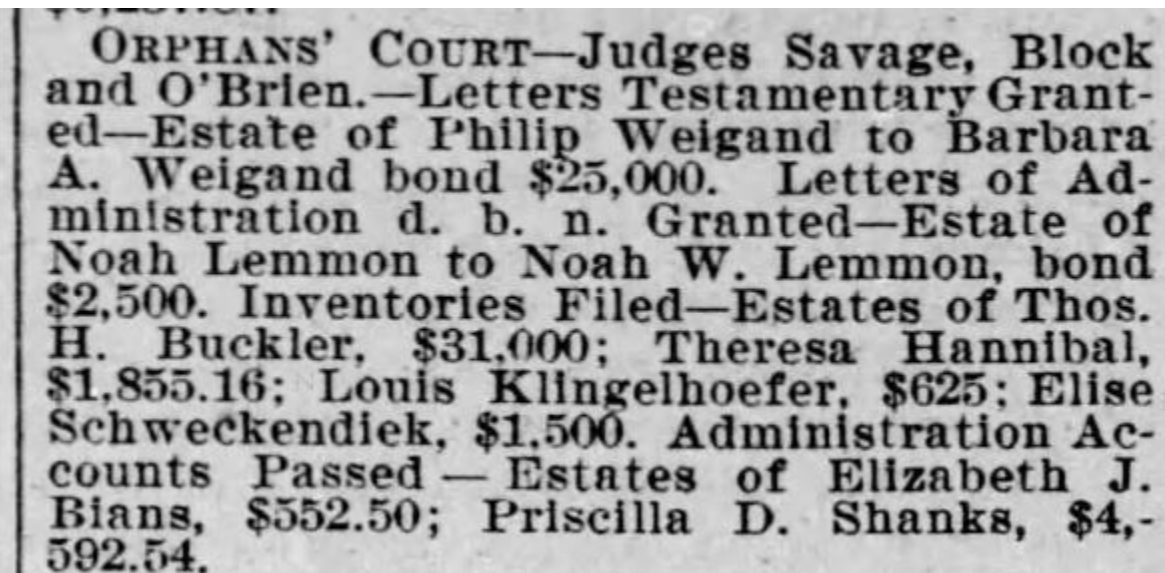 ORPHANS' COURT—Judges Savage, Block
and O'Brien.—Letters Testamentary Grant-
ed—Estate of Philip Weigand to Barbara
A. Weigand bond $25,000. Letters of Ad-
ministration d. b. n. Granted—Estate of
Noah Lemmon to Noah W. Lemmon, bond
$2,500. Inventories Filed—Estates of Thos.
H. Buckler, $31,000; Theresa Hannibal,
$1,855.16; Louis Klingelhoefer, $625; Elise
Schweckendiek, $1,500. Administration Ac-
counts Passed — Estates of Elizabeth J.
Bians, $552.50; Priscilla D. Shanks, $4,-
592.54.